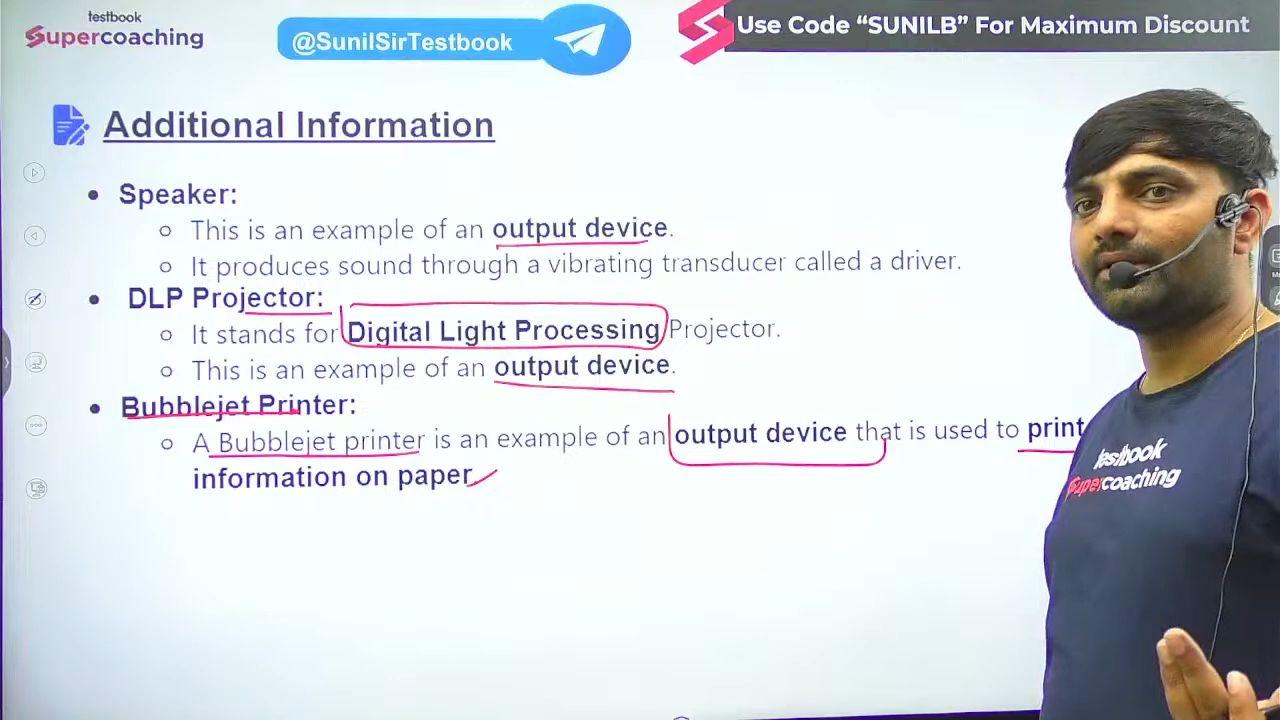 testbook
Supercoaching
@SunilSirTestbook
Use Code “SUNILB” For Maximum Discount
Additional Information
• Speaker:
○ This is an example of an output device.
○ It produces sound through a vibrating transducer called a driver.
• DLP Projector:
○ It stands for Digital Light Processing Projector.
○ This is an example of an output device.
• Bubblejet Printer:
○ A Bubblejet printer is an example of an output device that is used to print
information on paper
testbook
Supercoaching